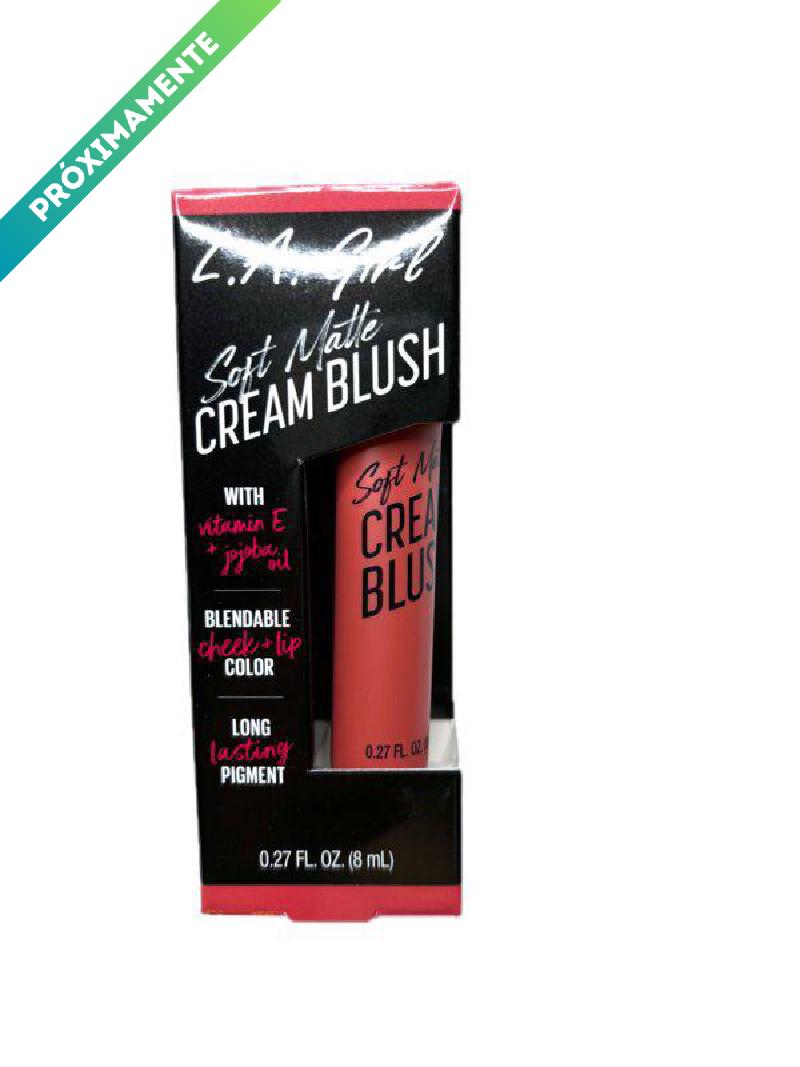 PRÓXIMAMENTE
L.A. Girl
Soft Matte
CREAM BLUSH
WITH
vitamin E
+ jojoba
oil
BLENDABLE
cheek + lip
COLOR
LONG
lasting
PIGMENT
Soft Ma
CREA
BLUS
0.27 FL. OZ.
0.27 FL. OZ. (8 mL)